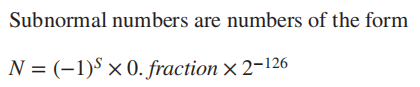 Subnormal numbers are numbers of the form
N = (−1)^S × 0. fraction × 2^−126